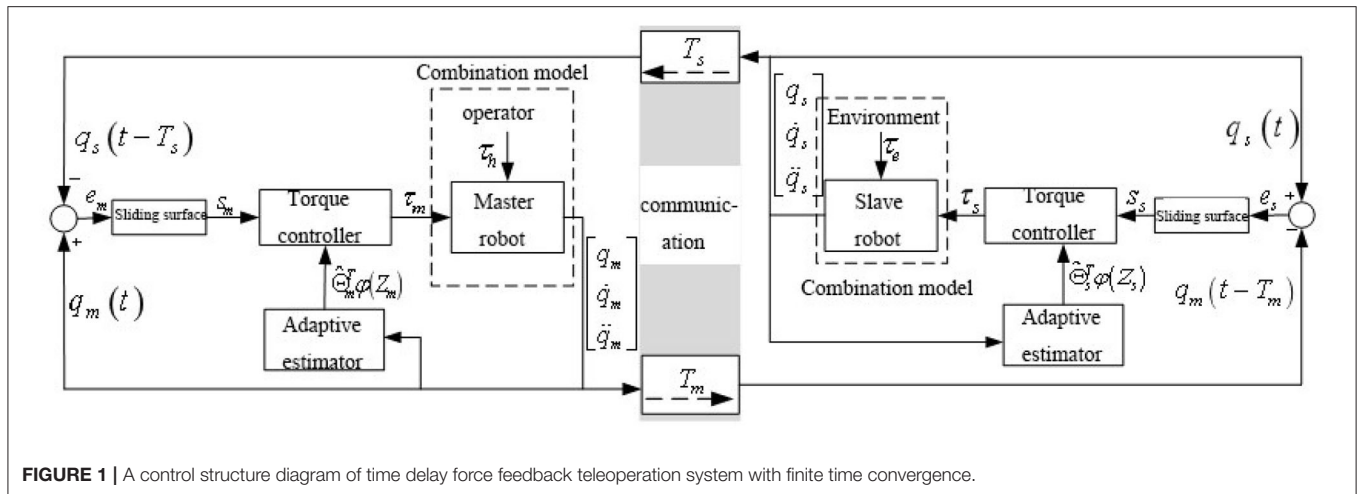 T_s
Combination model
operator
τ_h
q_s(t − T_s)
−
e_m
Sliding surface
s_m
Torque
controller
τ_m
Master
robot
+
q_m(t)
Θ̂_m^T φ(Z_m)
Adaptive
estimator
[q_m
q̇_m
q̈_m]
communic-
ation
T_m
[q_s
q̇_s
q̈_s]
Environment
τ_e
Slave
robot
Combination model
τ_s
Torque
controller
s_s
Sliding surface
e_s
+
−
q_s(t)
q_m(t − T_m)
Θ̂_s^T φ(Z_s)
Adaptive
estimator
FIGURE 1 | A control structure diagram of time delay force feedback teleoperation system with finite time convergence.